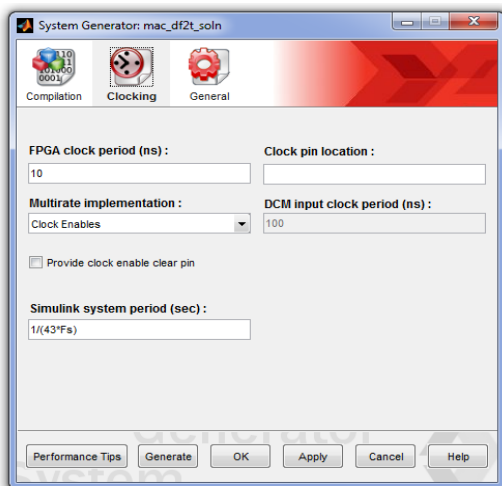 System Generator: mac_df2t_soln
Compilation Clocking General
FPGA clock period (ns) : Clock pin location :
10
Multirate implementation : DCM input clock period (ns) :
Clock Enables 100
Provide clock enable clear pin
Simulink system period (sec) :
1/(43*Fs)
Performance Tips Generate OK Apply Cancel Help